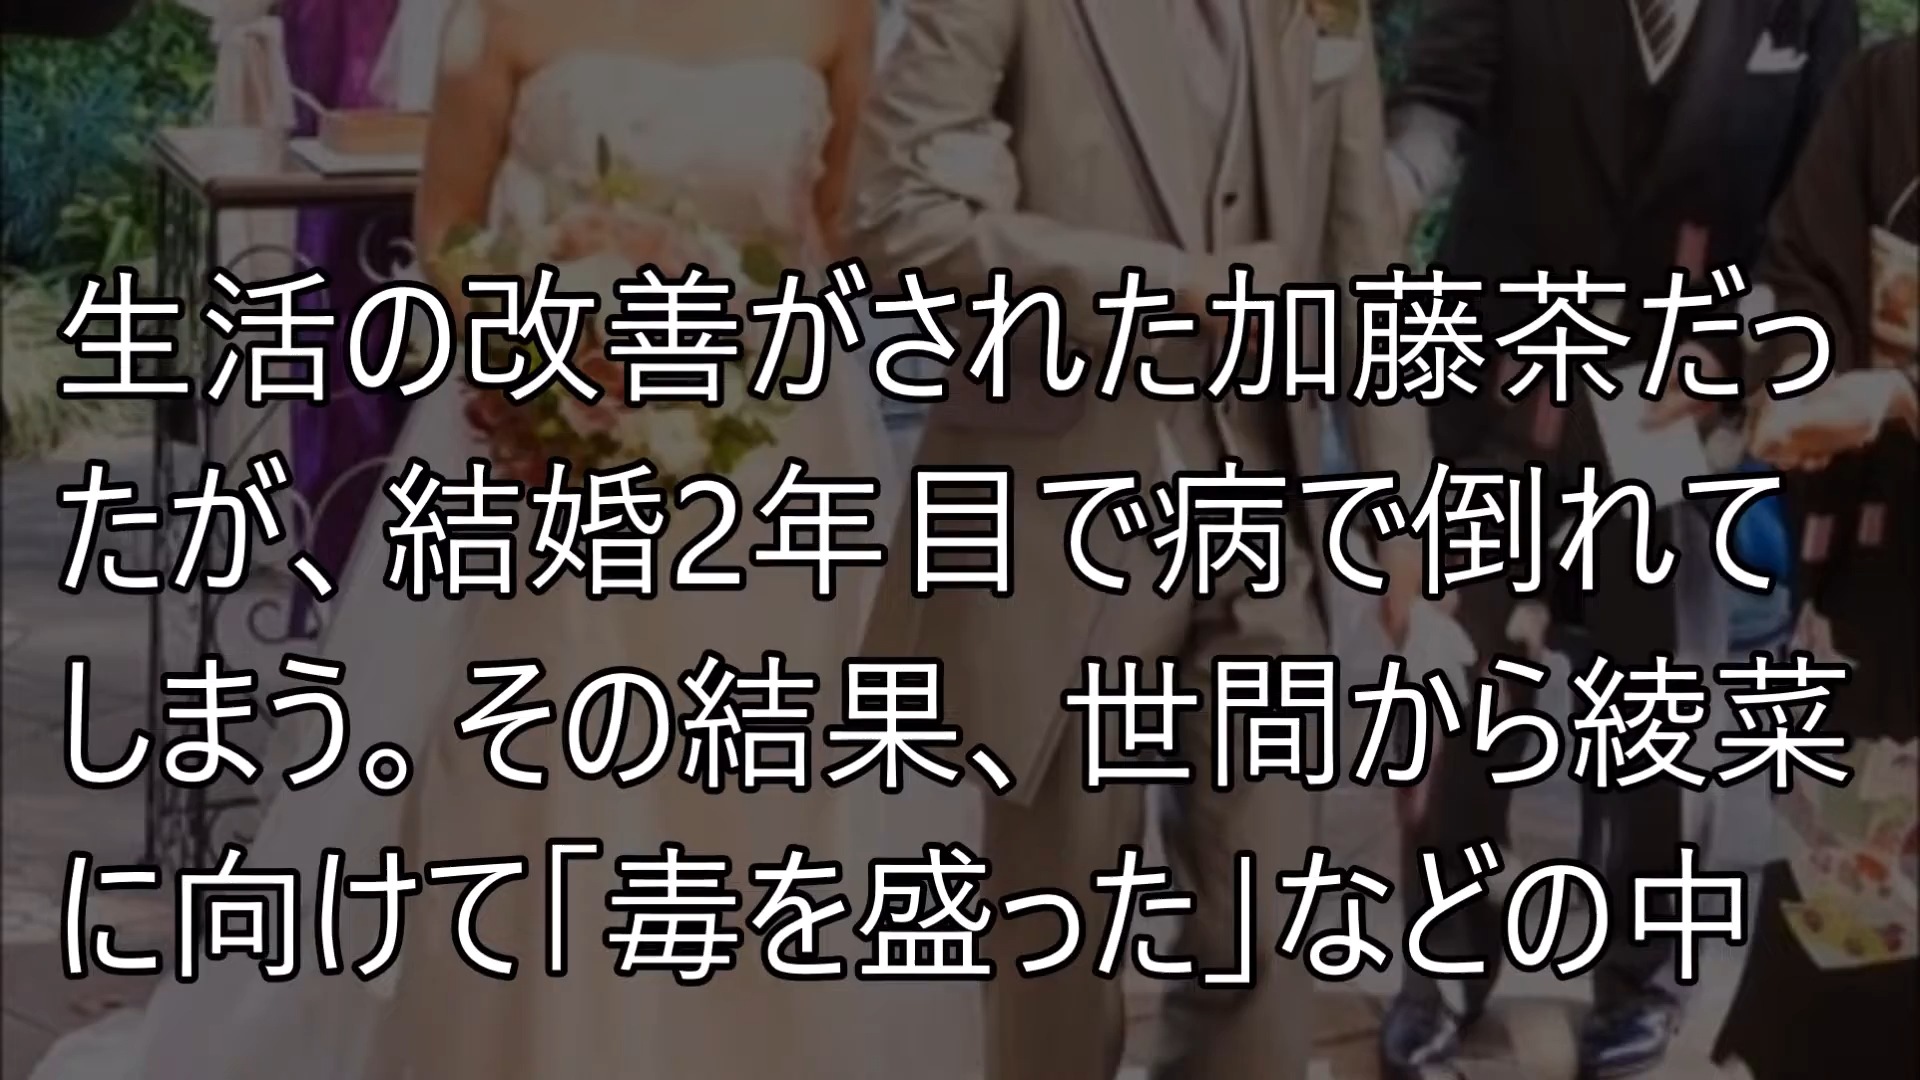 生活の改善がされた加藤茶だっ
たが、結婚2年目で病で倒れて
しまう。その結果、世間から綾菜
に向けて「毒を盛った」などの中